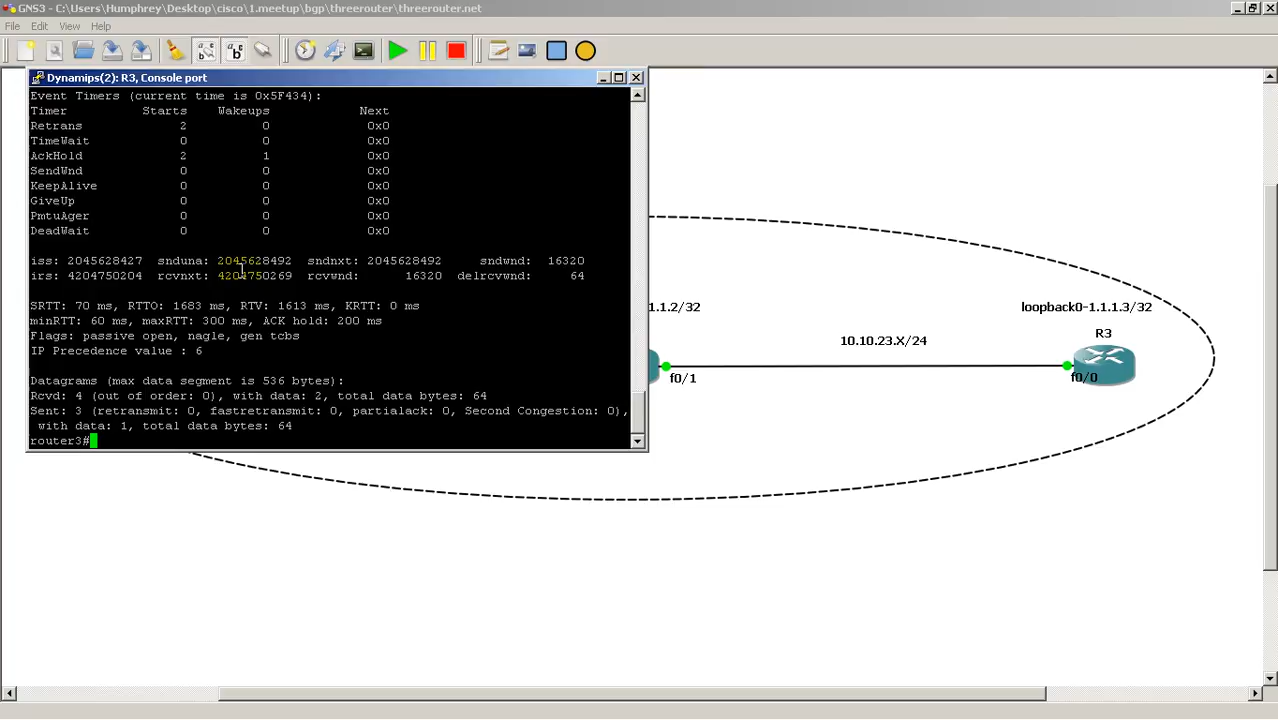 GNS3 - C:\Users\Humphrey\Desktop\cisco\1.meetup\bgp\threerouter\threerouter.net
File Edit View Help
Dynamips(2): R3, Console port
Event Timers (current time is 0x5F434):
Timer Starts Wakeups Next
Retrans 2 0 0x0
TimeWait 0 0 0x0
AckHold 2 1 0x0
SendWnd 0 0 0x0
KeepAlive 0 0 0x0
GiveUp 0 0 0x0
PmtuAger 0 0 0x0
DeadWait 0 0 0x0
iss: 2045628427 snduna: 2045628492 sndnxt: 2045628492 sndwnd: 16320
irs: 4204750204 rcvnxt: 4204750269 rcvwnd: 16320 delrcvwnd: 64
SRTT: 70 ms, RTTO: 1683 ms, RTV: 1613 ms, KRTT: 0 ms
minRTT: 60 ms, maxRTT: 300 ms, ACK hold: 200 ms
Flags: passive open, nagle, gen tcbs
IP Precedence value : 6
Datagrams (max data segment is 536 bytes):
Rcvd: 4 (out of order: 0), with data: 2, total data bytes: 64
Sent: 3 (retransmit: 0, fastretransmit: 0, partialack: 0, Second Congestion: 0),
with data: 1, total data bytes: 64
router3#
.1.1.2/32
f0/1
10.10.23.X/24
loopback0-1.1.1.3/32
R3
f0/0